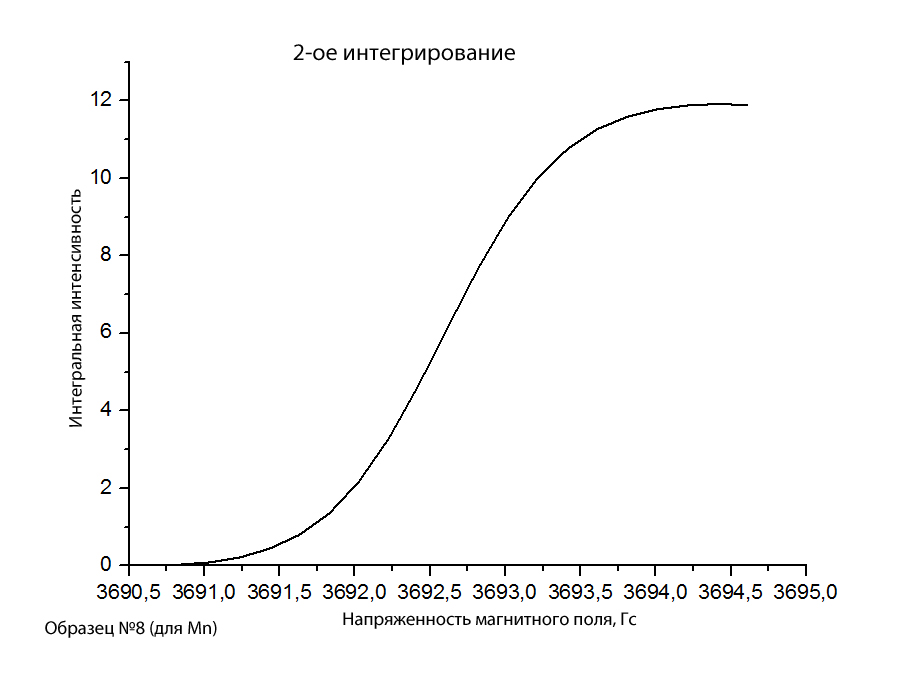 2-ое интегрирование
Интегральная интенсивность
12
10
8
6
4
2
0
3690,5 3691,0 3691,5 3692,0 3692,5 3693,0 3693,5 3694,0 3694,5 3695,0
Напряженность магнитного поля, Гс
Образец №8 (для Mn)